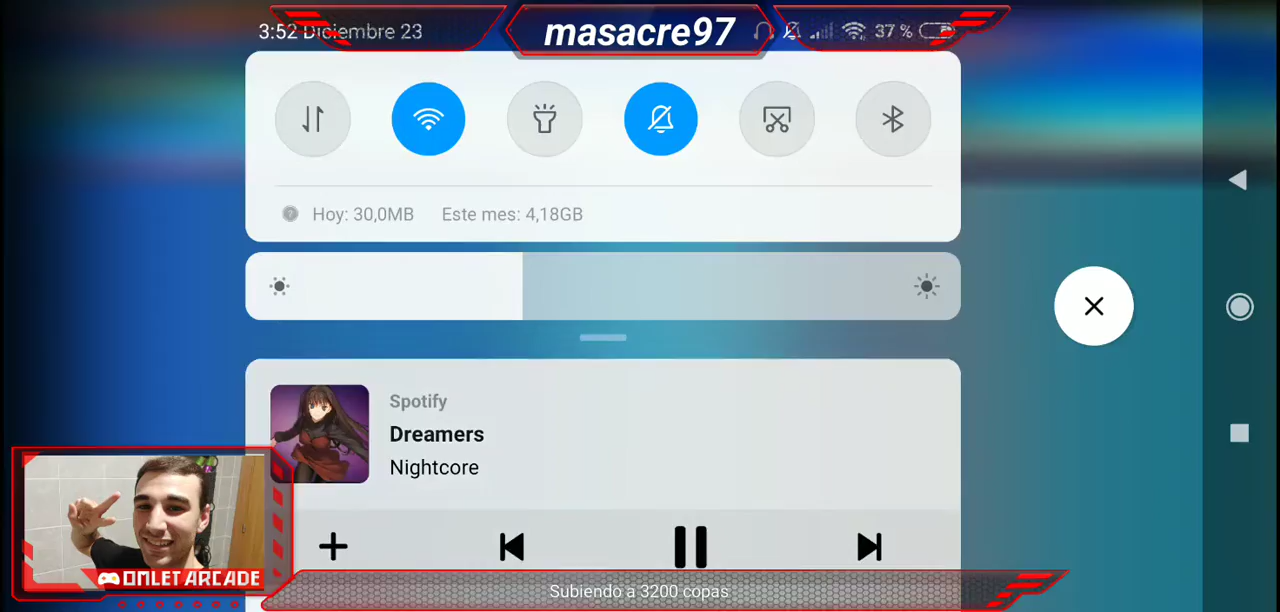 3:52 Diciembre 23
masacre97
37 %
Hoy: 30,0MB Este mes: 4,18GB
Spotify
Dreamers
Nightcore
OMLET ARCADE
Subiendo a 3200 copas